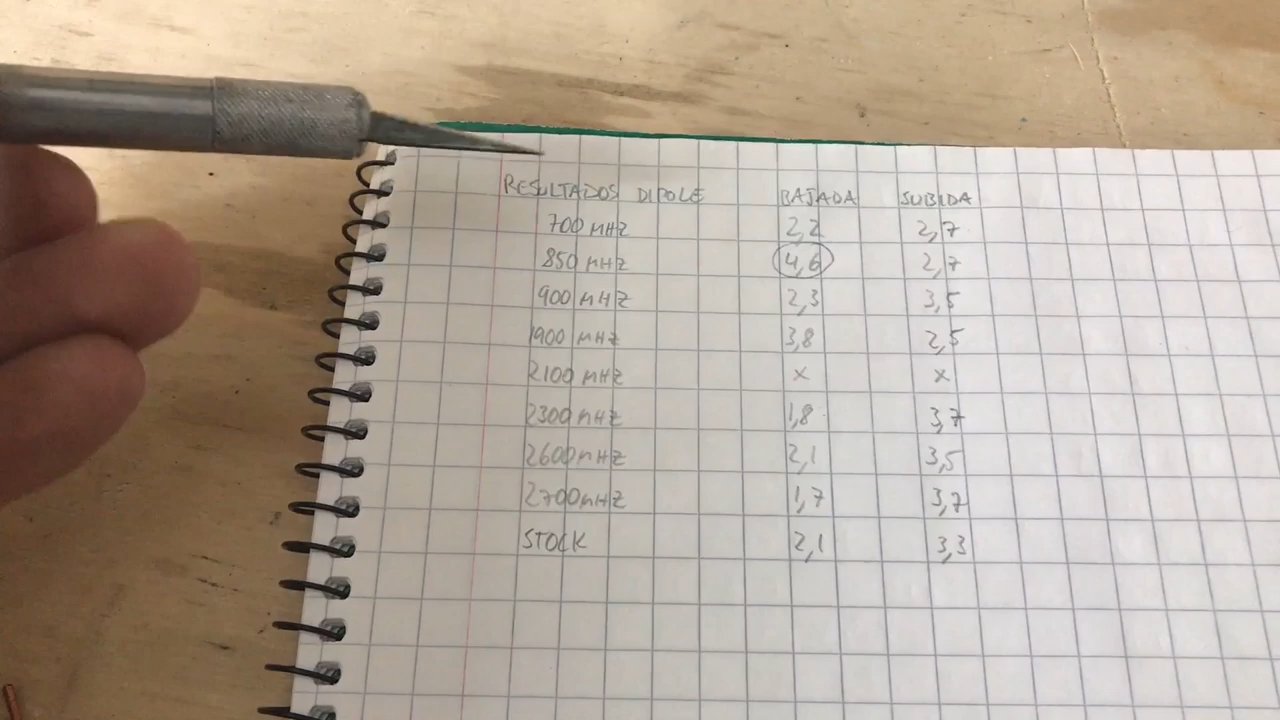 RESULTADOS DIPOLE BAJADA SUBIDA
700 MHZ 2,2 2,7
850 MHZ 4,6 2,7
900 MHZ 2,3 3,5
1900 MHZ 3,8 2,5
2100 MHZ x x
2300 MHZ 1,8 3,7
2600 MHZ 2,1 3,5
2700 MHZ 1,7 3,7
STOCK 2,1 3,3